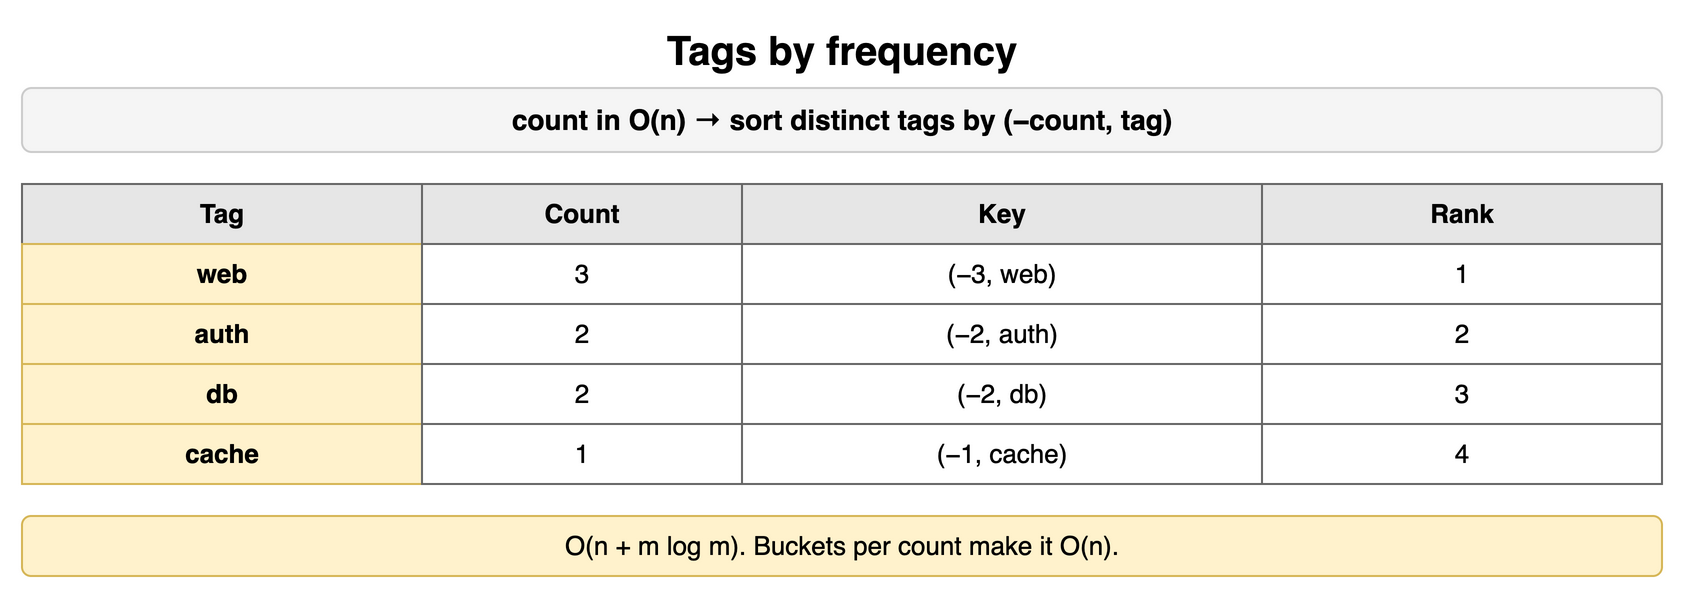 Tags by frequency
count in O(n) → sort distinct tags by (−count, tag)
Tag Count Key Rank
web 3 (−3, web) 1
auth 2 (−2, auth) 2
db 2 (−2, db) 3
cache 1 (−1, cache) 4
O(n + m log m). Buckets per count make it O(n).